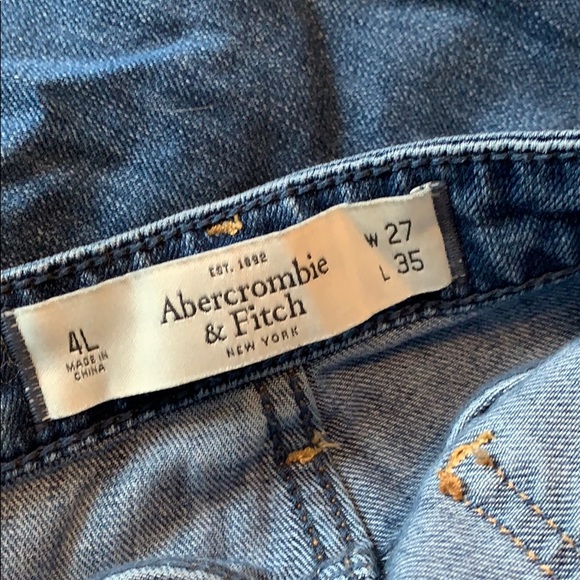 4L
MADE IN
CHINA
EST. 1892
Abercrombie
& Fitch
NEW YORK
W 27
L 35